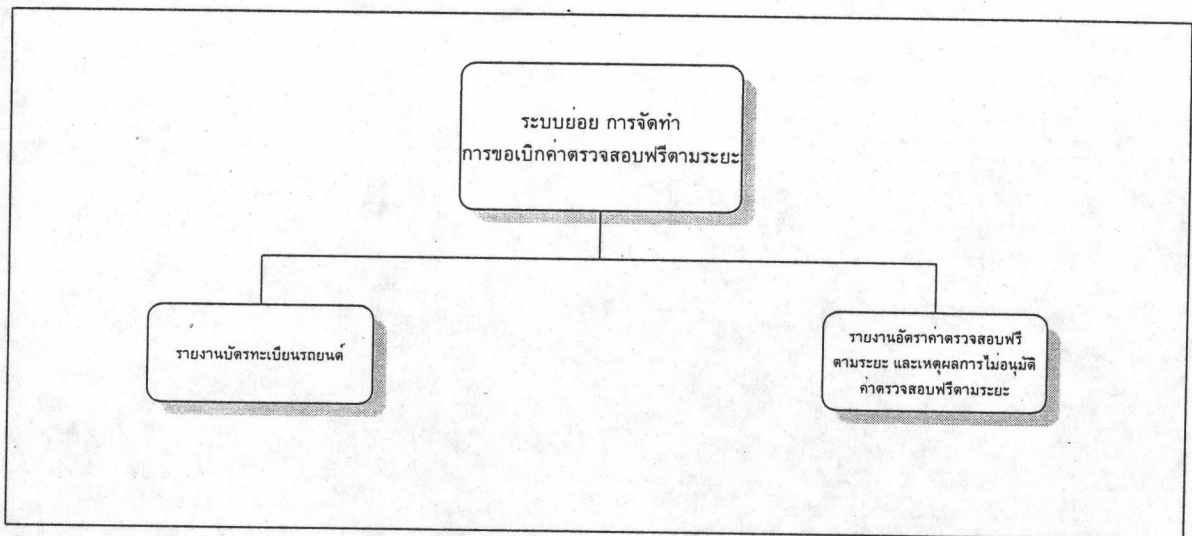 ระบบย่อย การจัดทำ
การขอเบิกค่าตรวจสอบฟรีตามระยะ
รายงานบัตรทะเบียนรถยนต์
รายงานอัตราค่าตรวจสอบฟรี
ตามระยะ และเหตุผลการไม่อนุมัติ
ค่าตรวจสอบฟรีตามระยะ